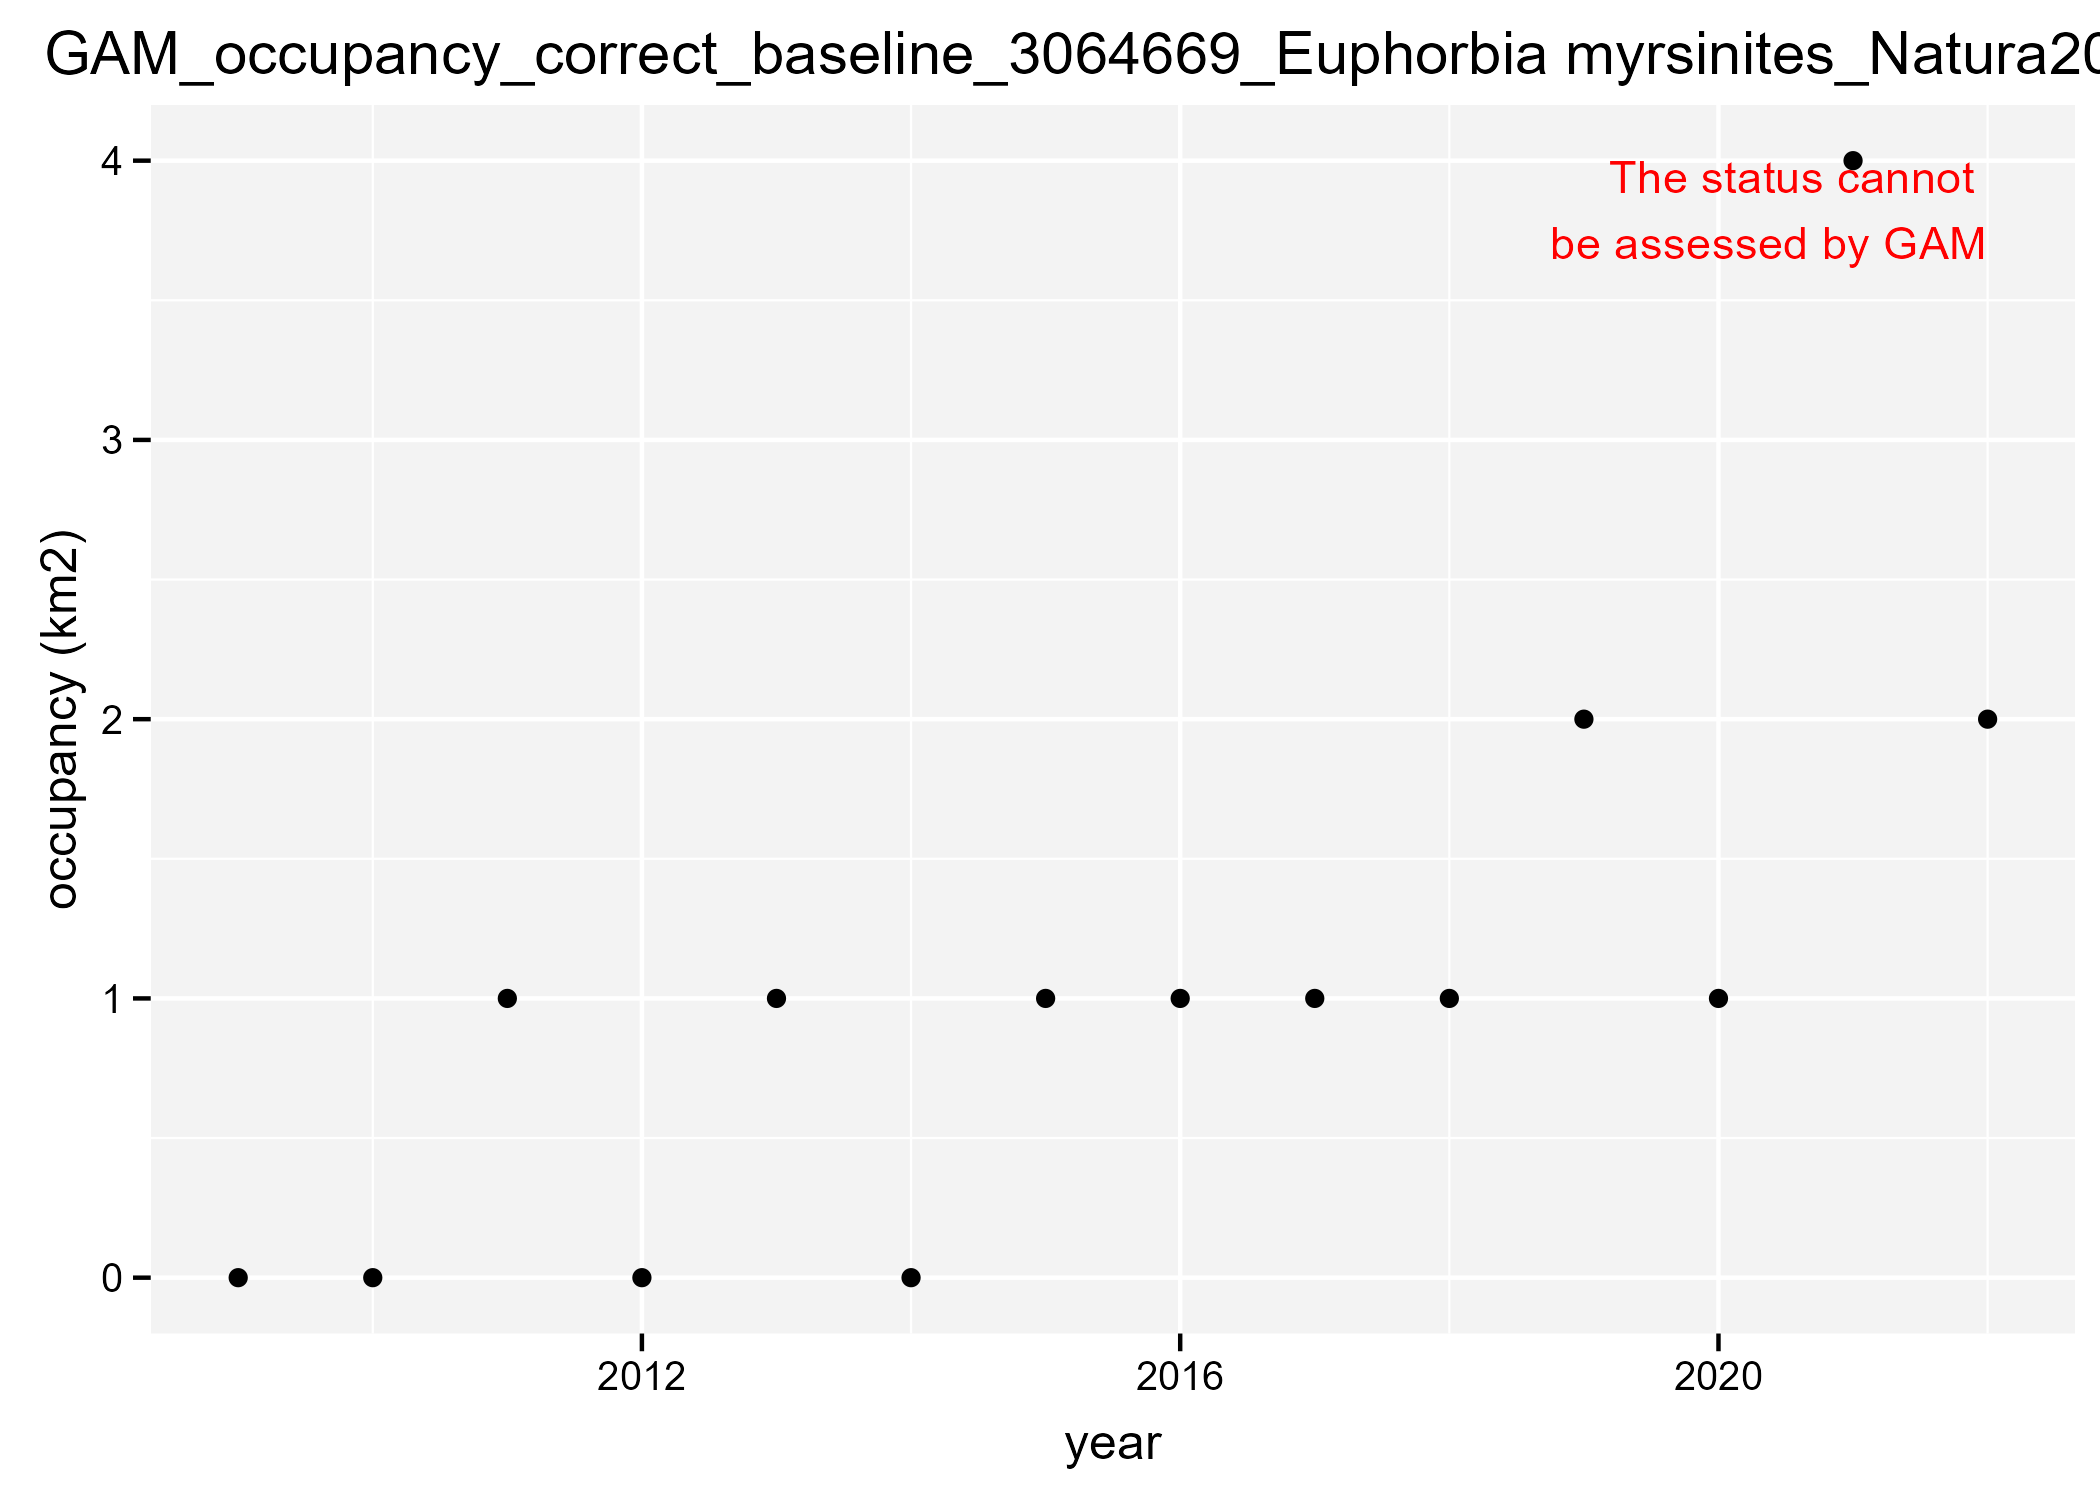 GAM_occupancy_correct_baseline_3064669_Euphorbia myrsinites_Natura20
4
The status cannot
be assessed by GAM
3
occupancy (km2)
2
1
0
2012 2016 2020
year